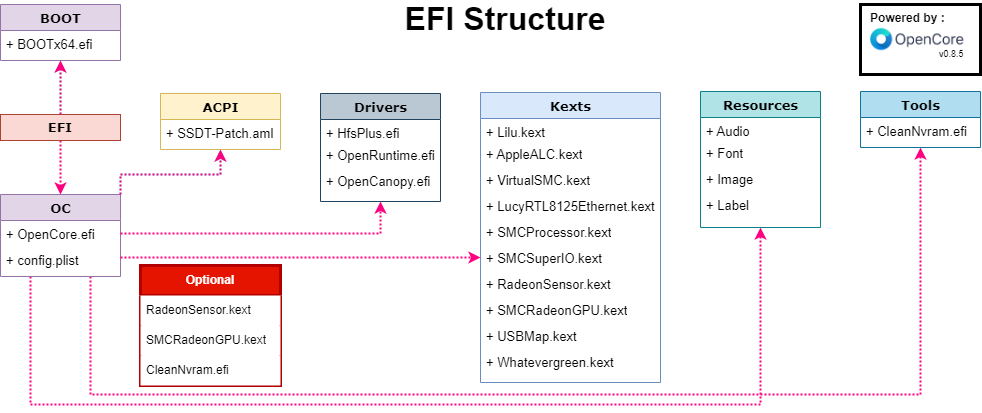 EFI Structure
Powered by :
OpenCore
v0.8.5
BOOT
+ BOOTx64.efi
EFI
OC
+ OpenCore.efi
+ config.plist
ACPI
+ SSDT-Patch.aml
Drivers
+ HfsPlus.efi
+ OpenRuntime.efi
+ OpenCanopy.efi
Kexts
+ Lilu.kext
+ AppleALC.kext
+ VirtualSMC.kext
+ LucyRTL8125Ethernet.kext
+ SMCProcessor.kext
+ SMCSuperIO.kext
+ RadeonSensor.kext
+ SMCRadeonGPU.kext
+ USBMap.kext
+ Whatevergreen.kext
Resources
+ Audio
+ Font
+ Image
+ Label
Tools
+ CleanNvram.efi
Optional
RadeonSensor.kext
SMCRadeonGPU.kext
CleanNvram.efi